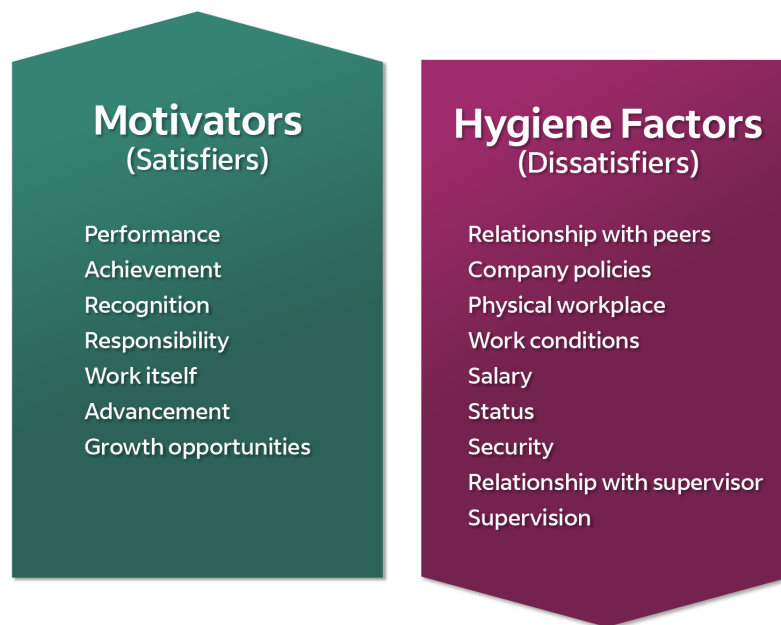 Motivators
(Satisfiers)
Performance
Achievement
Recognition
Responsibility
Work itself
Advancement
Growth opportunities
Hygiene Factors
(Dissatisfiers)
Relationship with peers
Company policies
Physical workplace
Work conditions
Salary
Status
Security
Relationship with supervisor
Supervision